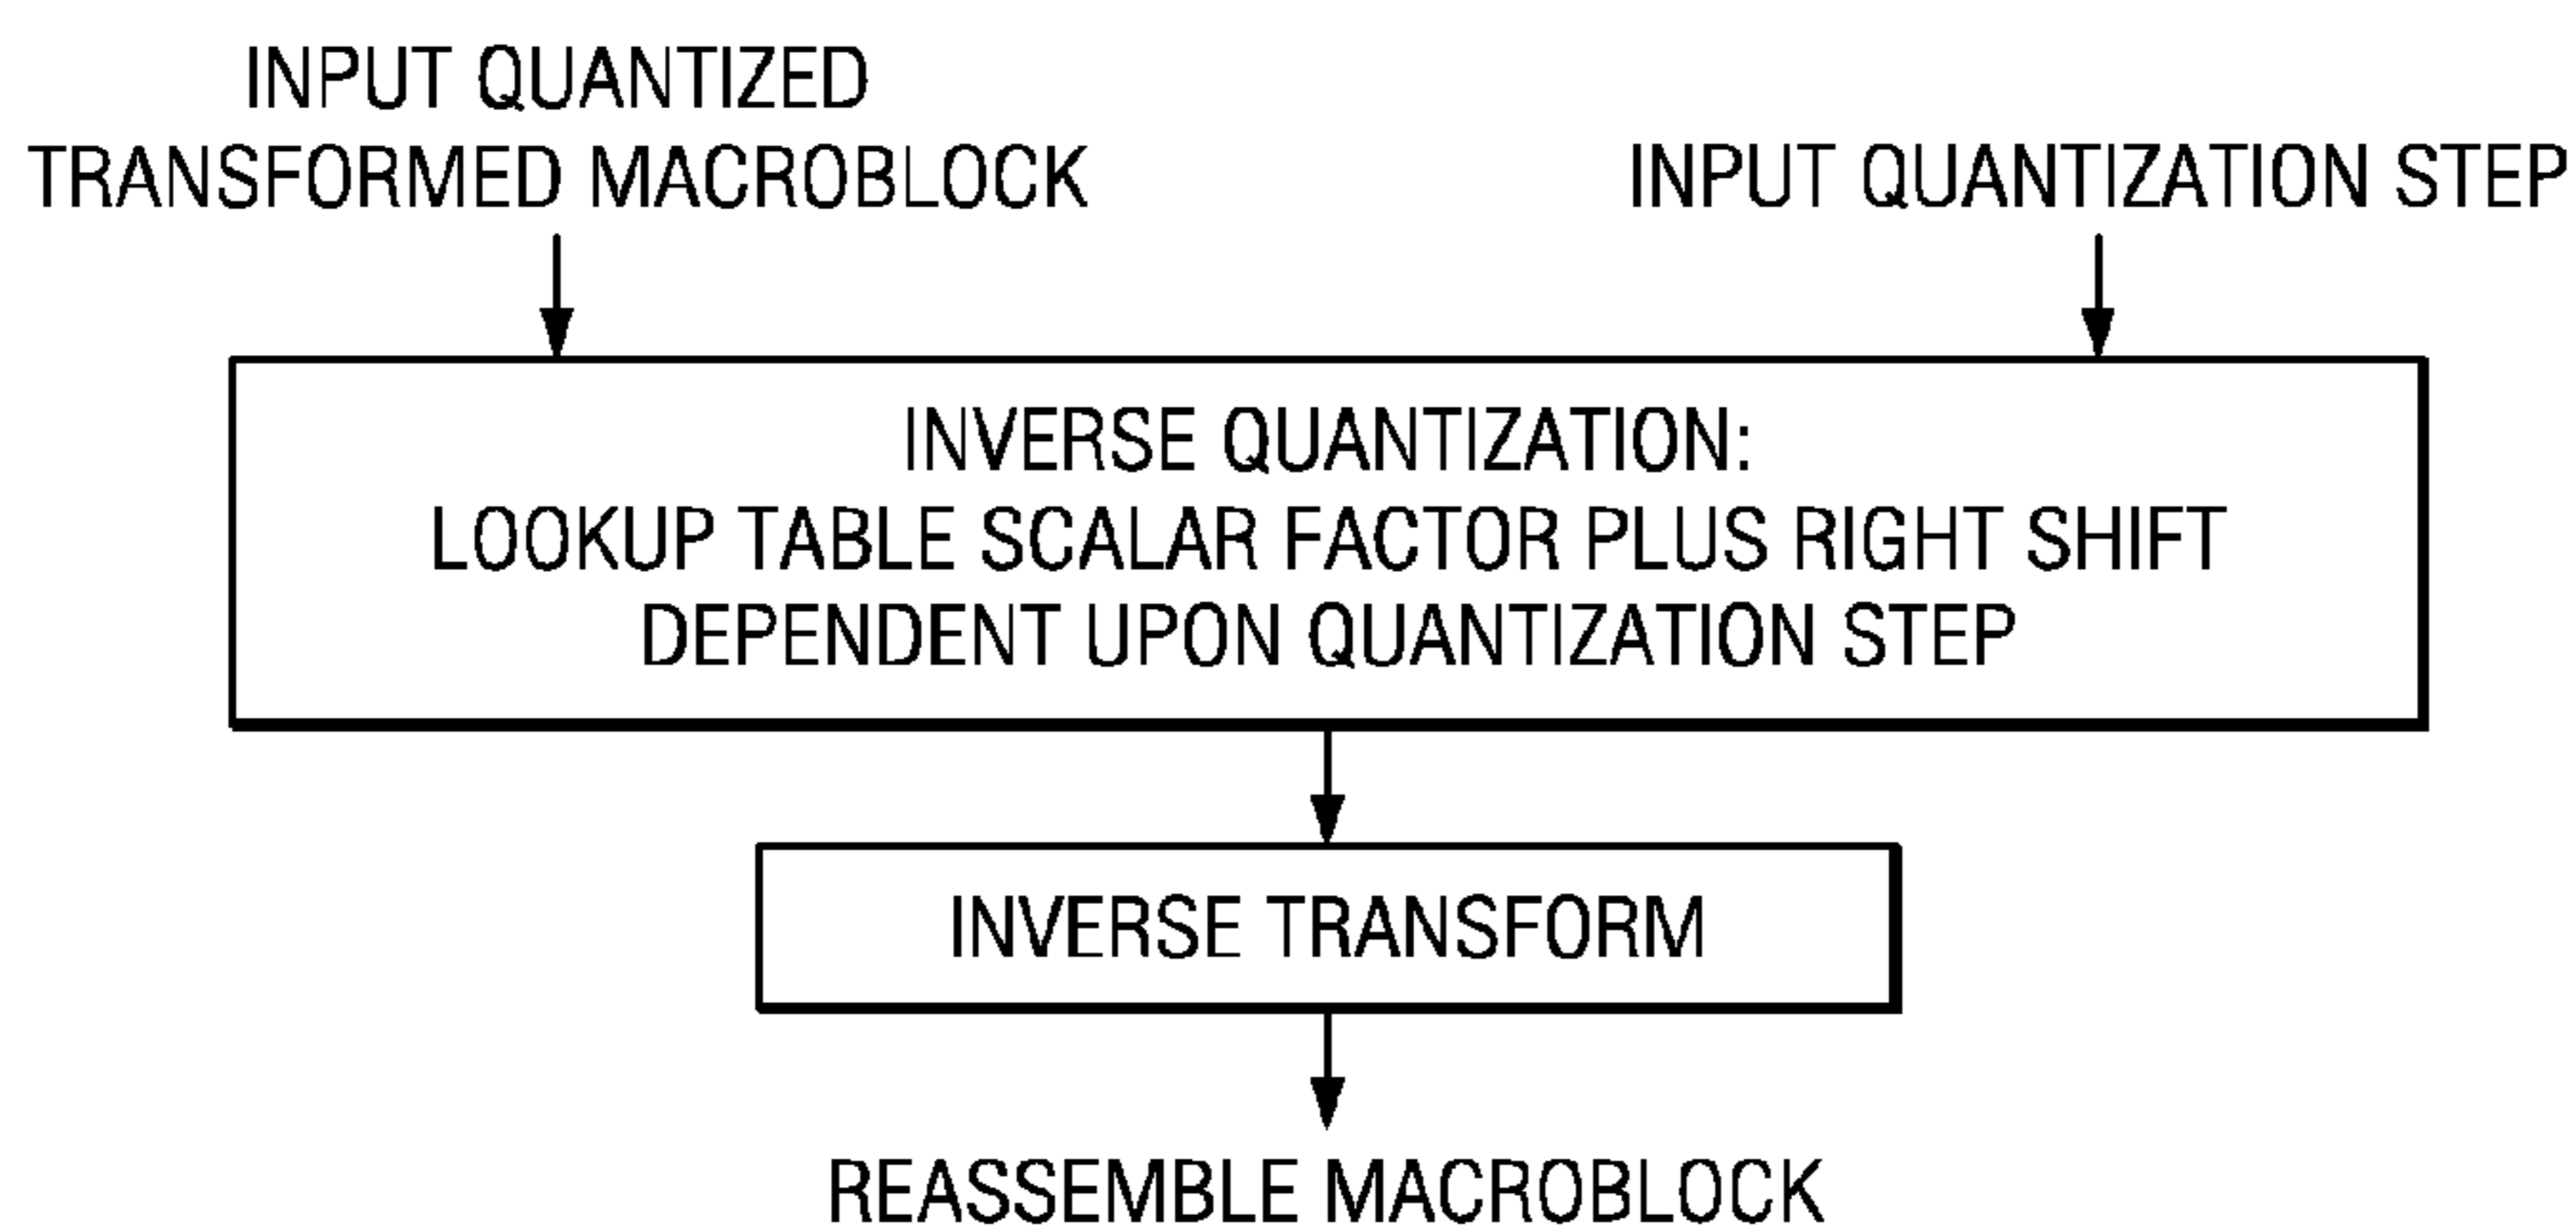 INPUT QUANTIZED
TRANSFORMED MACROBLOCK
INPUT QUANTIZATION STEP
INVERSE QUANTIZATION:
LOOKUP TABLE SCALAR FACTOR PLUS RIGHT SHIFT
DEPENDENT UPON QUANTIZATION STEP
INVERSE TRANSFORM
REASSEMBLE MACROBLOCK